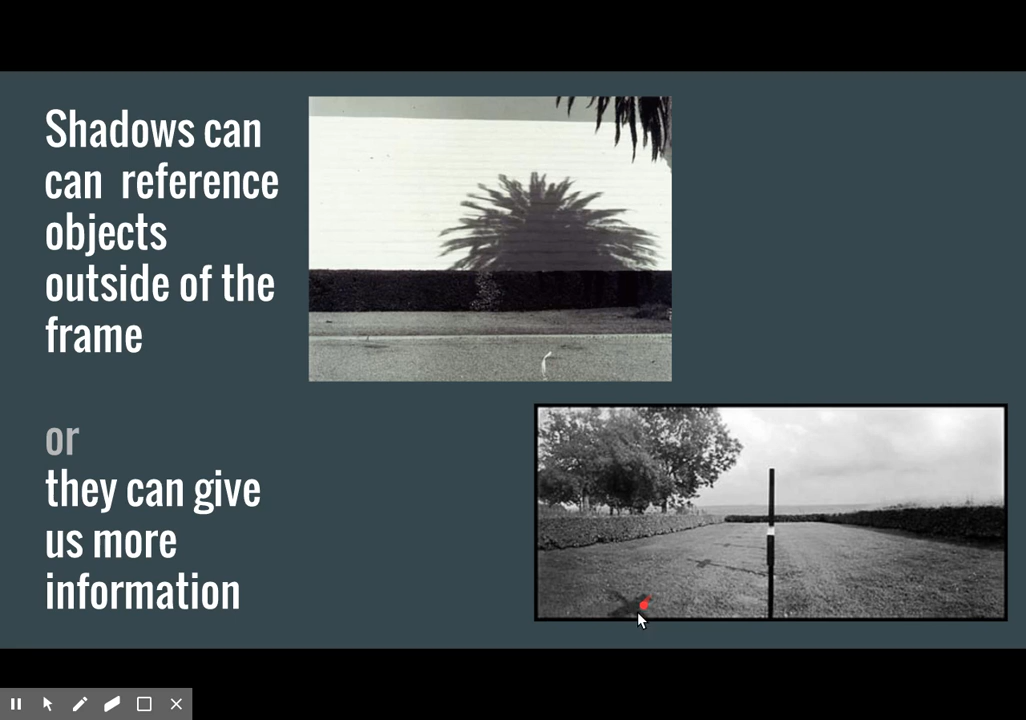 Shadows can
can reference
objects
outside of the
frame
or
they can give
us more
information